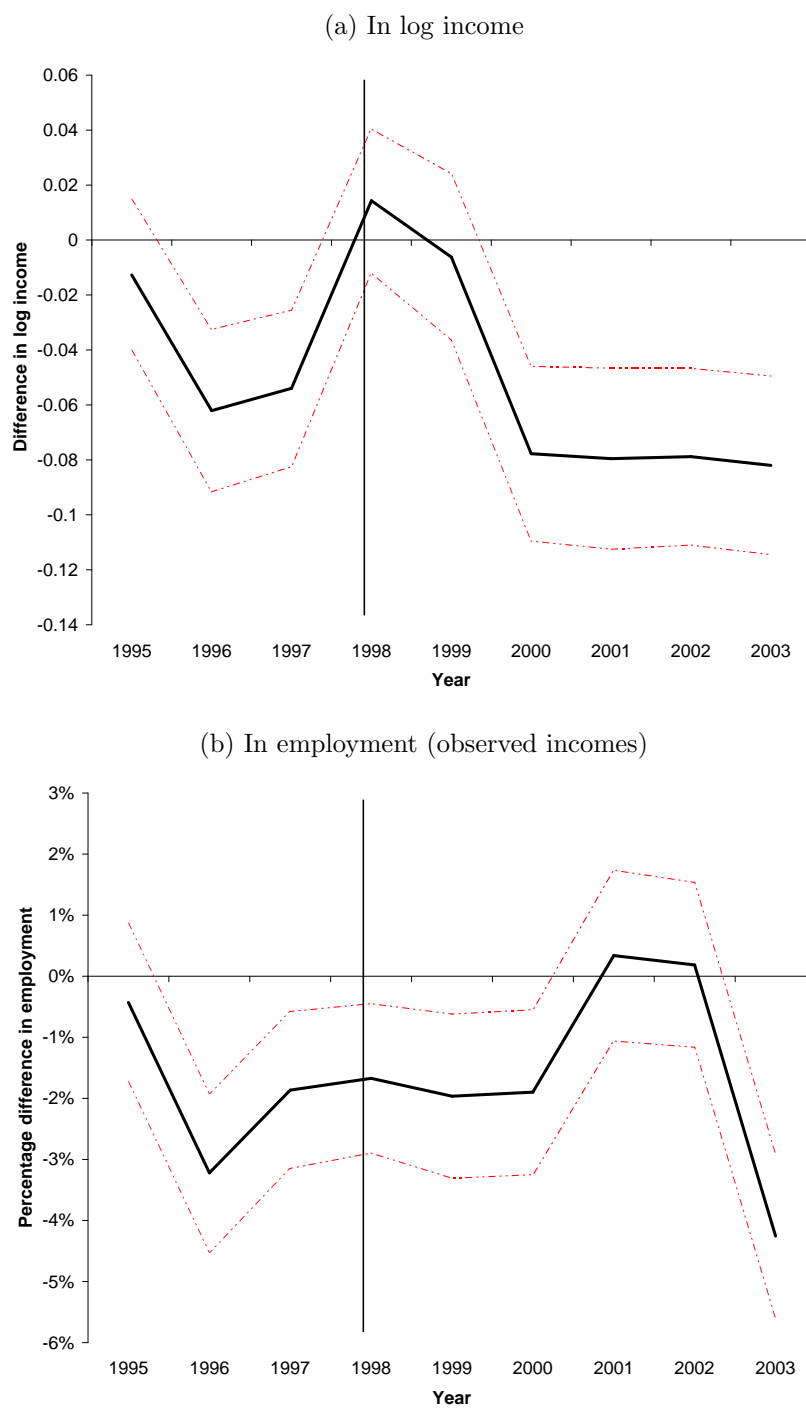 (a) In log income
0.06
0.04
0.02
0
-0.02
-0.04
-0.06
-0.08
-0.1
-0.12
-0.14
Difference in log income
1995 1996 1997 1998 1999 2000 2001 2002 2003
Year
(b) In employment (observed incomes)
3%
2%
1%
0%
-1%
-2%
-3%
-4%
-5%
-6%
Percentage difference in employment
1995 1996 1997 1998 1999 2000 2001 2002 2003
Year